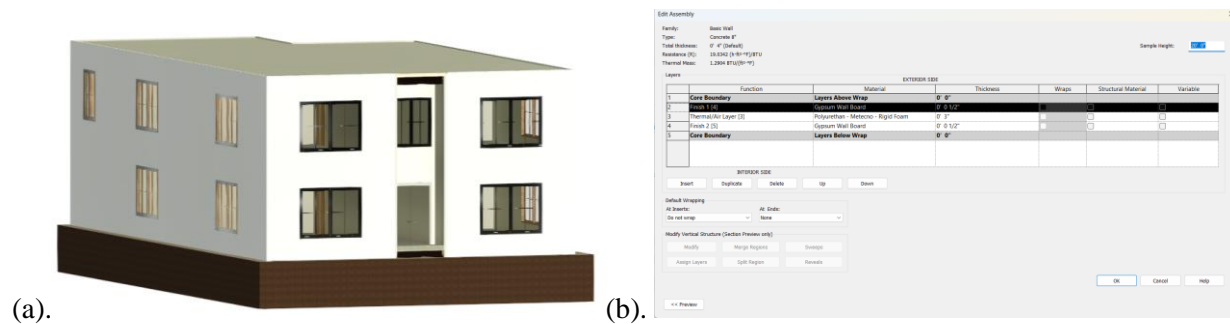 (a).
(b).
Edit Assembly
Family: Basic Wall
Type: Concrete 8"
Total thickness: 0' 4" (Default)
Resistance (R): 19.0342 (h·ft²·°F)/BTU
Thermal Mass: 1.2904 BTU/(ft²·°F)
Sample Height: 10' 0"
Layers
EXTERIOR SIDE
Function Material Thickness Wraps Structural Material Variable
1 Core Boundary Layers Above Wrap 0' 0"
2 Finish 1 [4] Gypsum Wall Board 0' 0 1/2"
3 Thermal/Air Layer [3] Polyurethan - Metecno - Rigid Foam 0' 3"
4 Finish 2 [5] Gypsum Wall Board 0' 0 1/2"
5 Core Boundary Layers Below Wrap 0' 0"
INTERIOR SIDE
Insert Duplicate Delete Up Down
Default Wrapping
At Inserts: At Ends:
Do not wrap None
Modify Vertical Structure (Section Preview only)
Modify Merge Regions Sweeps
Assign Layers Split Region Reveals
OK Cancel Help
<< Preview